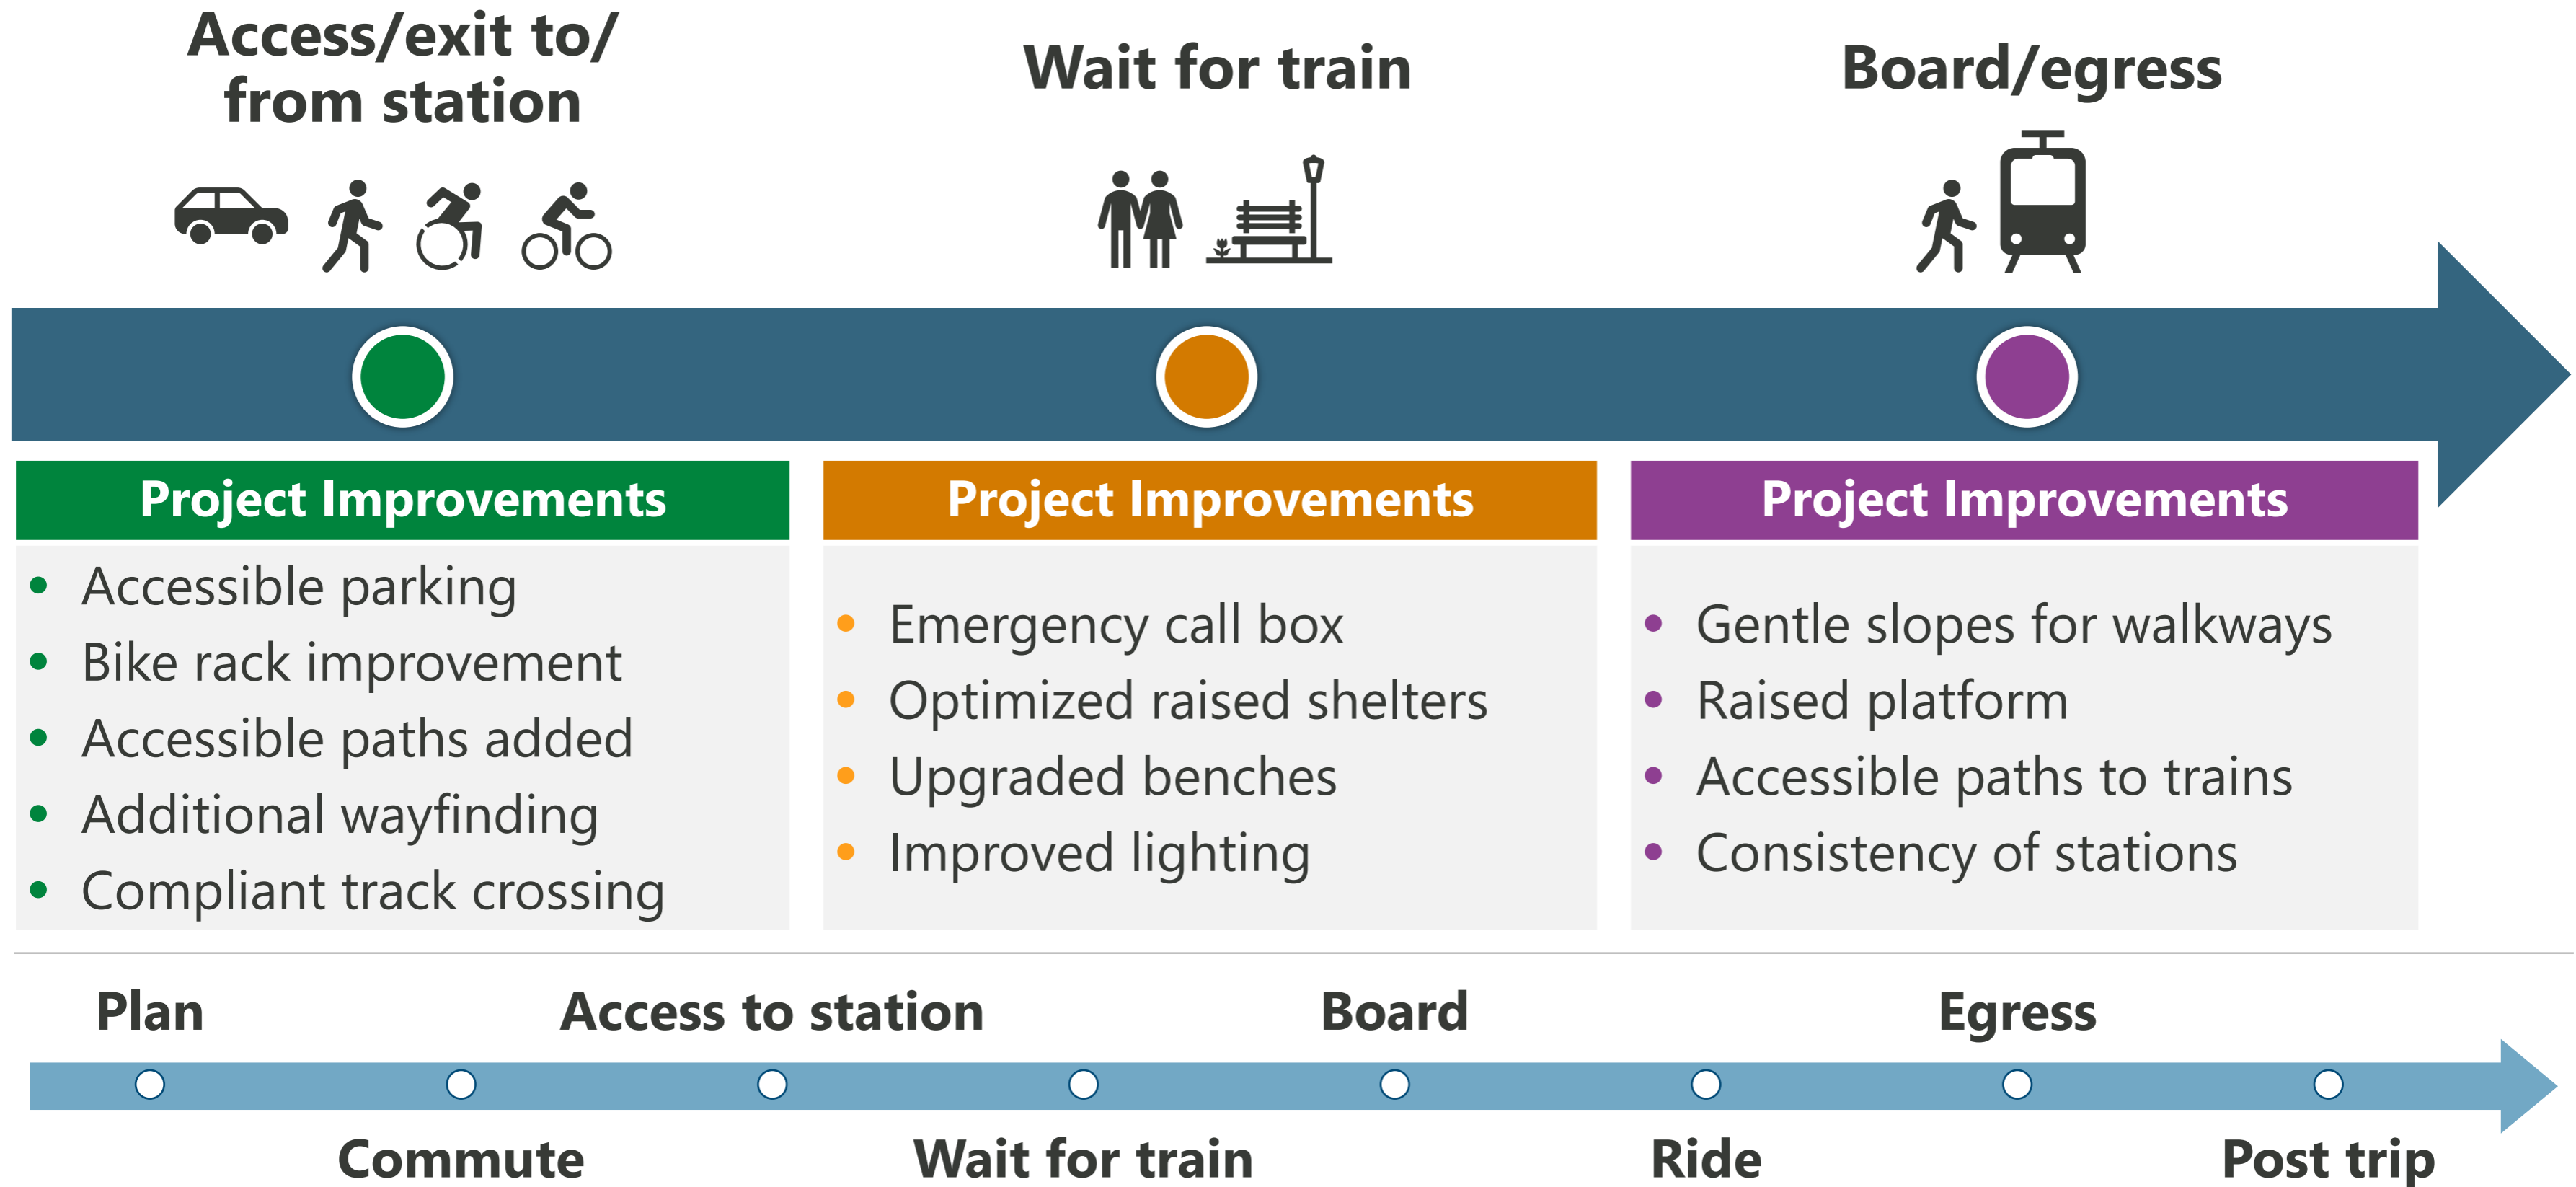 Access/exit to/
from station
Wait for train
Board/egress
Project Improvements
• Accessible parking
• Bike rack improvement
• Accessible paths added
• Additional wayfinding
• Compliant track crossing
Project Improvements
• Emergency call box
• Optimized raised shelters
• Upgraded benches
• Improved lighting
Project Improvements
• Gentle slopes for walkways
• Raised platform
• Accessible paths to trains
• Consistency of stations
Plan
Commute
Access to station
Wait for train
Board
Ride
Egress
Post trip